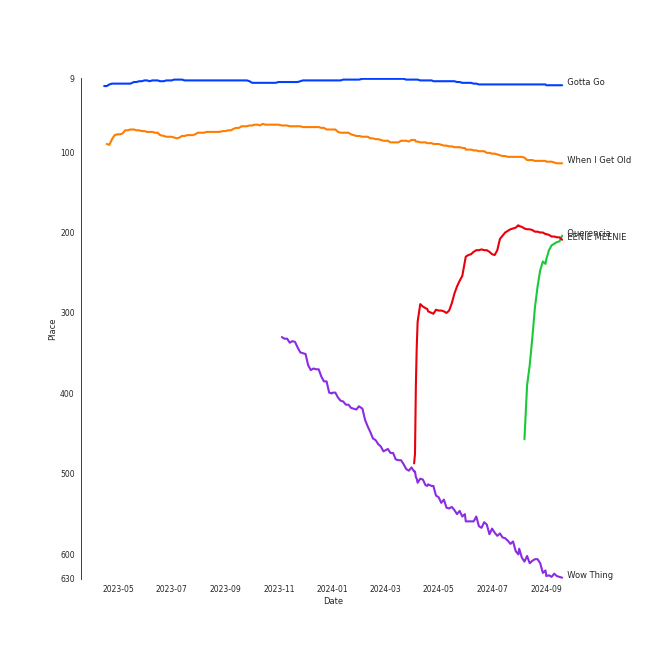 9
Gotta Go
100
When I Get Old
200
Querencia
EENIE MEENIE
300
Place
400
500
600
Wow Thing
630
2023-05 2023-07 2023-09 2023-11 2024-01 2024-03 2024-05 2024-07 2024-09
Date